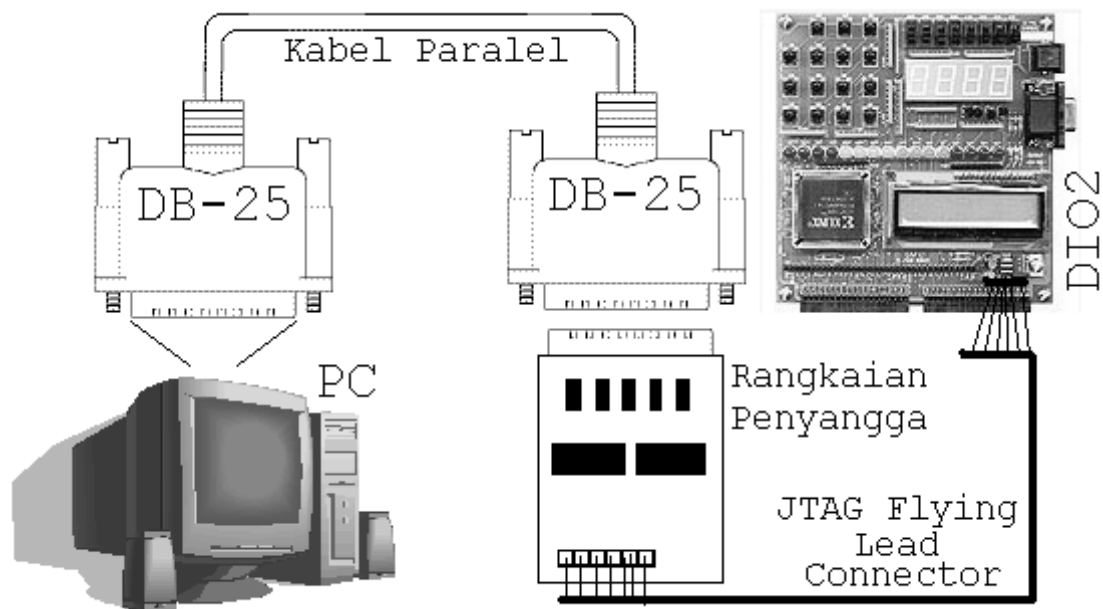 Kabel Paralel
DB-25
DB-25
DIO2
PC
Rangkaian
Penyangga
JTAG Flying
Lead
Connector